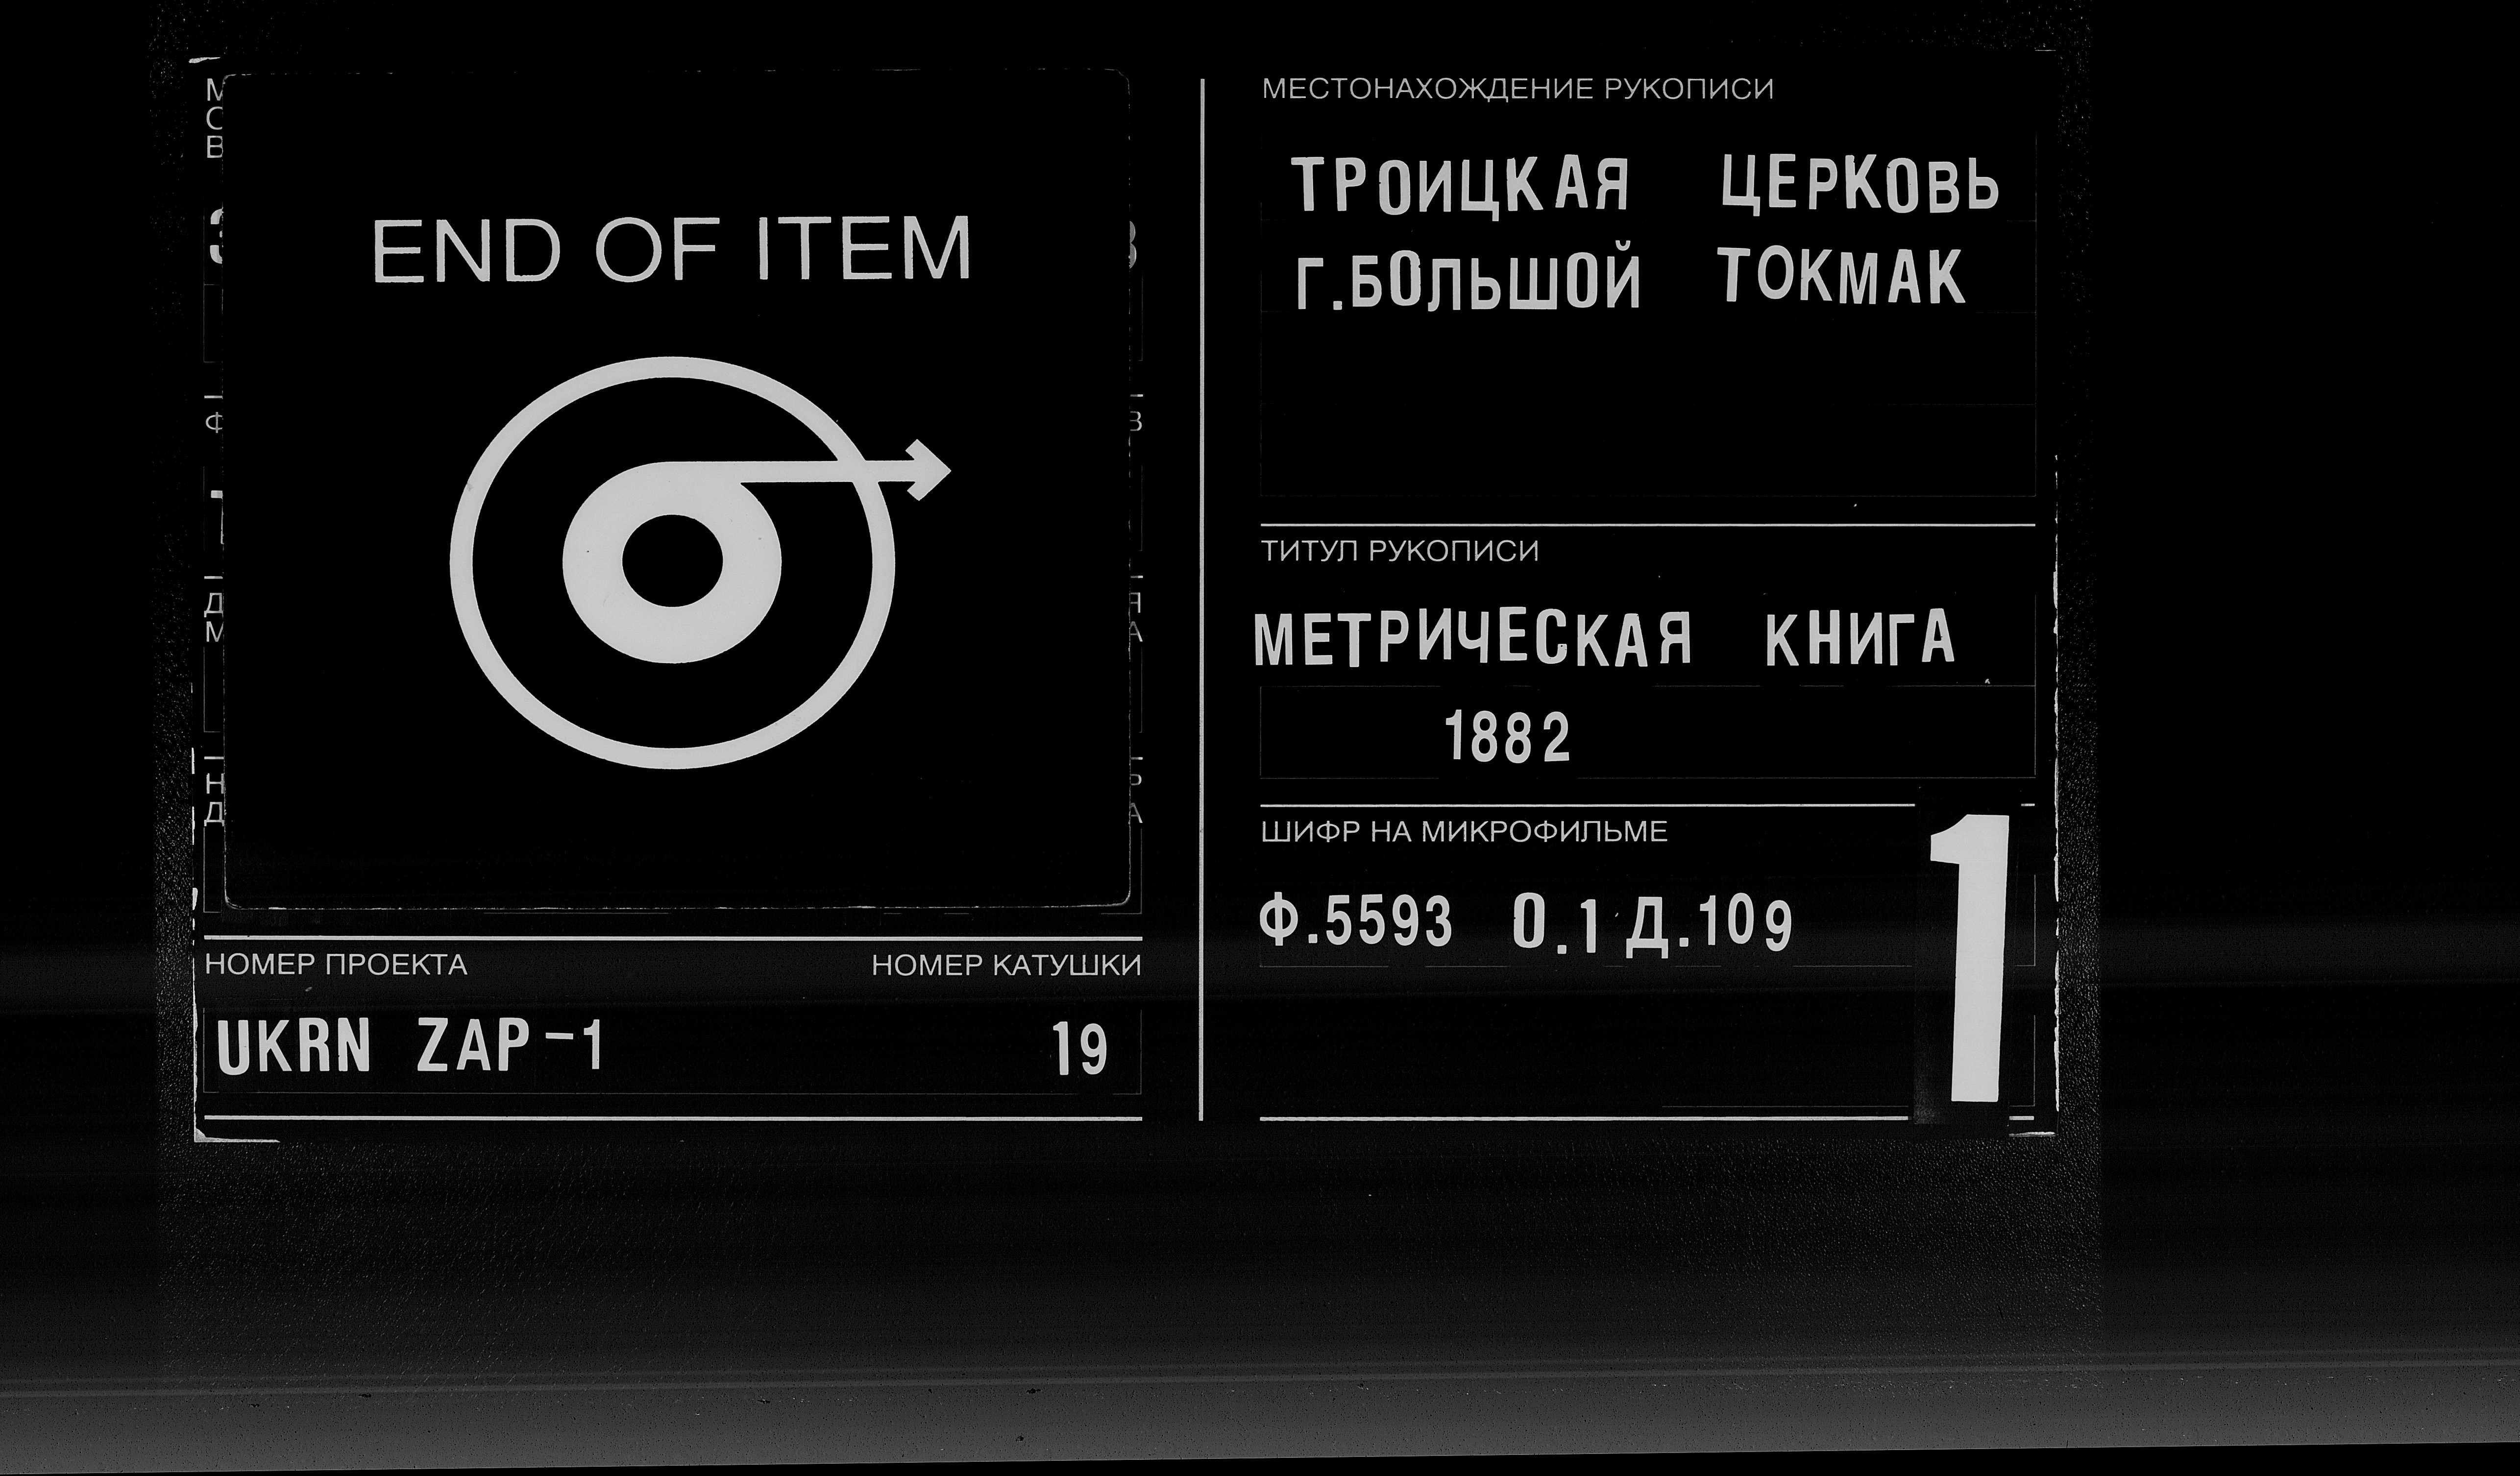 END OF ITEM
НОМЕР ПРОЕКТА НОМЕР КАТУШКИ
UKRN ZAP-1 19
МЕСТОНАХОЖДЕНИЕ РУКОПИСИ
ТРОИЦКАЯ ЦЕРКОВЬ
Г.БОЛЬШОЙ ТОКМАК
ТИТУЛ РУКОПИСИ
МЕТРИЧЕСКАЯ КНИГА
1882
ШИФР НА МИКРОФИЛЬМЕ
Ф.5593 О.1 Д.109
1